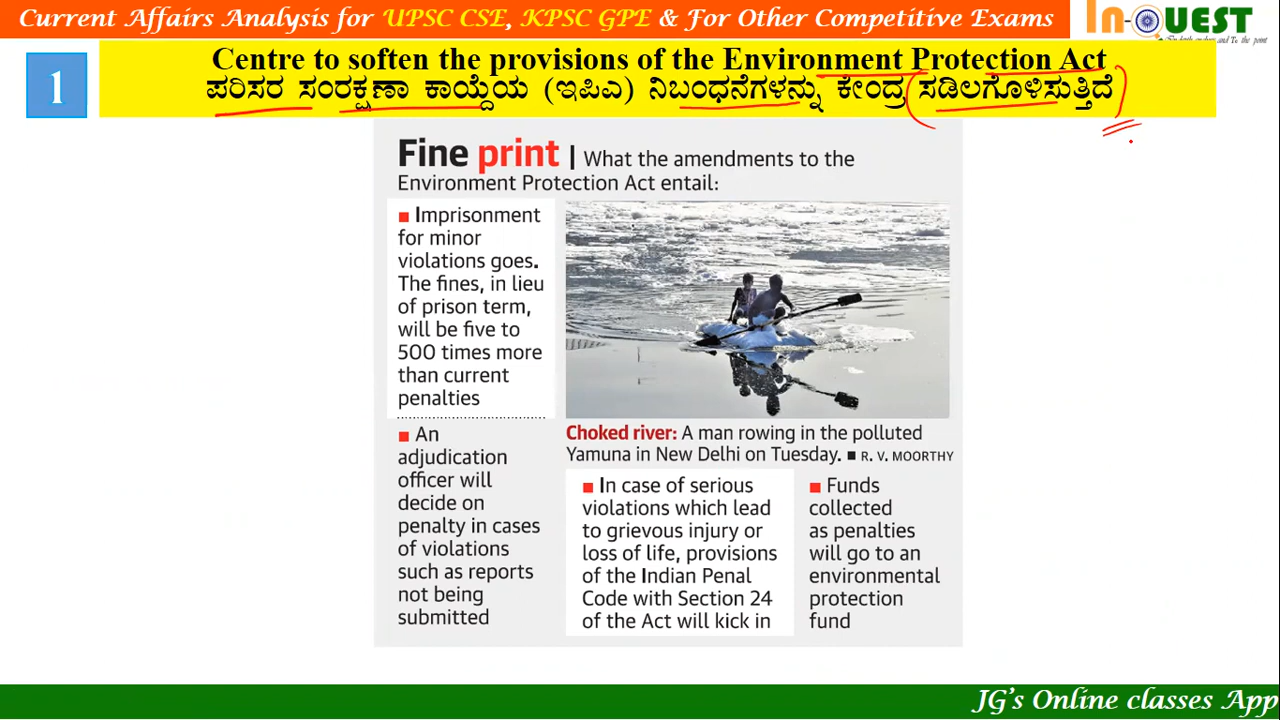 Current Affairs Analysis for UPSC CSE, KPSC GPE & For Other Competitive Exams
In-QUEST
1
Centre to soften the provisions of the Environment Protection Act
ಪರಿಸರ ಸಂರಕ್ಷಣಾ ಕಾಯ್ದೆಯ (ಇಪಿಎ) ನಿಬಂಧನೆಗಳನ್ನು ಕೇಂದ್ರ ಸಡಿಲಗೊಳಿಸುತ್ತಿದೆ
Fine print | What the amendments to the
Environment Protection Act entail:
■ Imprisonment
for minor
violations goes.
The fines, in lieu
of prison term,
will be five to
500 times more
than current
penalties
■ An
adjudication
officer will
decide on
penalty in cases
of violations
such as reports
not being
submitted
Choked river: A man rowing in the polluted
Yamuna in New Delhi on Tuesday. ■ R. V. MOORTHY
■ In case of serious
violations which lead
to grievous injury or
loss of life, provisions
of the Indian Penal
Code with Section 24
of the Act will kick in
■ Funds
collected
as penalties
will go to an
environmental
protection
fund
JG's Online classes App